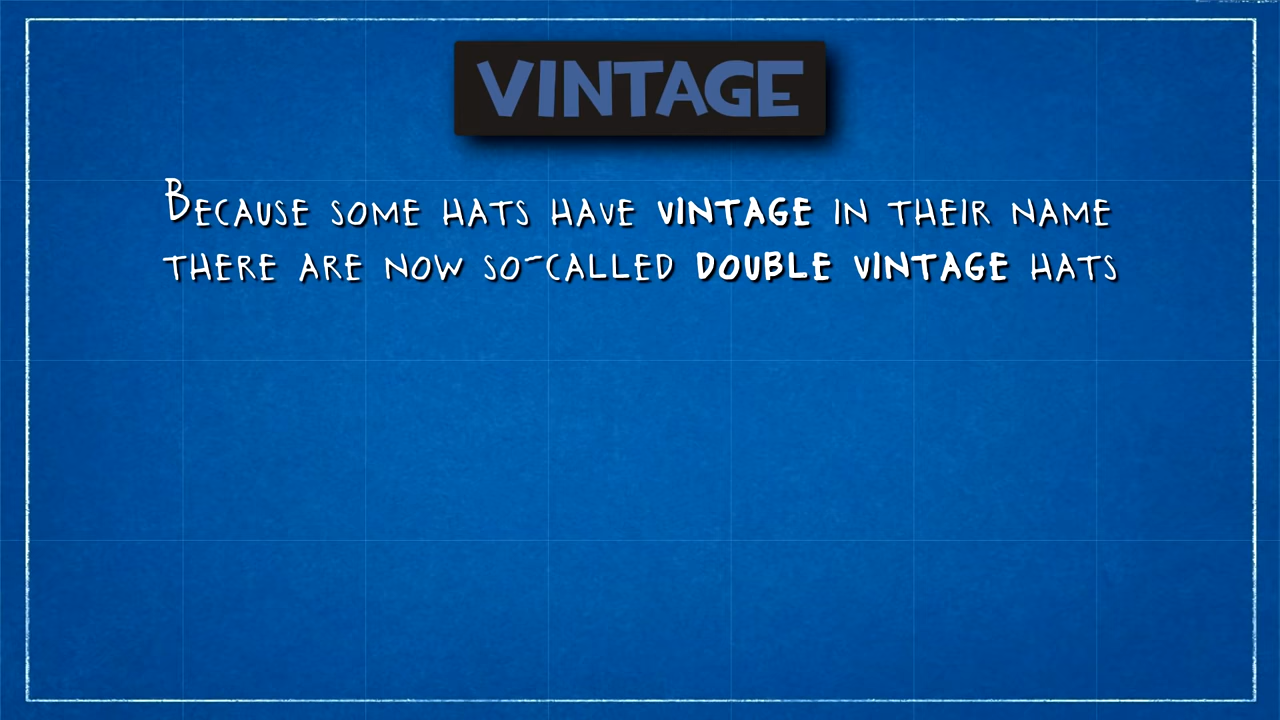 VINTAGE
Because some hats have VINTAGE in their name
there are now so-called DOUBLE VINTAGE hats